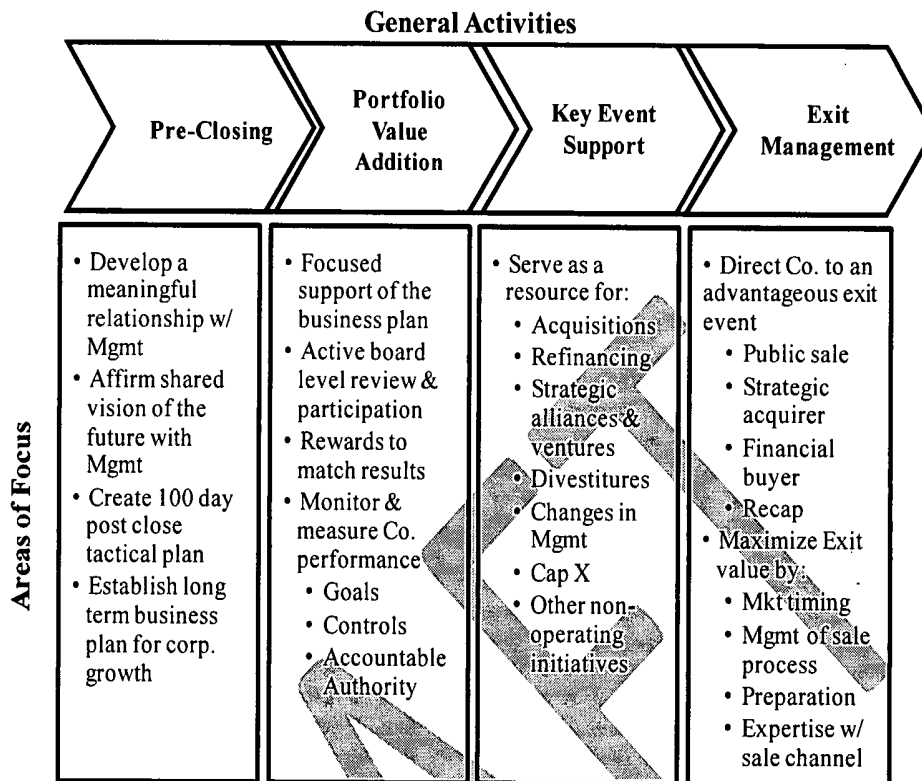 General Activities
Pre-Closing
Portfolio
Value
Addition
Key Event
Support
Exit
Management
Areas of Focus
• Develop a
meaningful
relationship w/
Mgmt
• Affirm shared
vision of the
future with
Mgmt
• Create 100 day
post close
tactical plan
• Establish long
term business
plan for corp.
growth
• Focused
support of the
business plan
• Active board
level review &
participation
• Rewards to
match results
• Monitor &
measure Co.
performance
• Goals
• Controls
• Accountable
Authority
• Serve as a
resource for:
• Acquisitions
• Refinancing
• Strategic
alliances &
ventures
• Divestitures
• Changes in
Mgmt
• Cap X
• Other non-
operating
initiatives
• Direct Co. to an
advantageous exit
event
• Public sale
• Strategic
acquirer
• Financial
buyer
• Recap
• Maximize Exit
value by:
• Mkt timing
• Mgmt of sale
process
• Preparation
• Expertise w/
sale channel